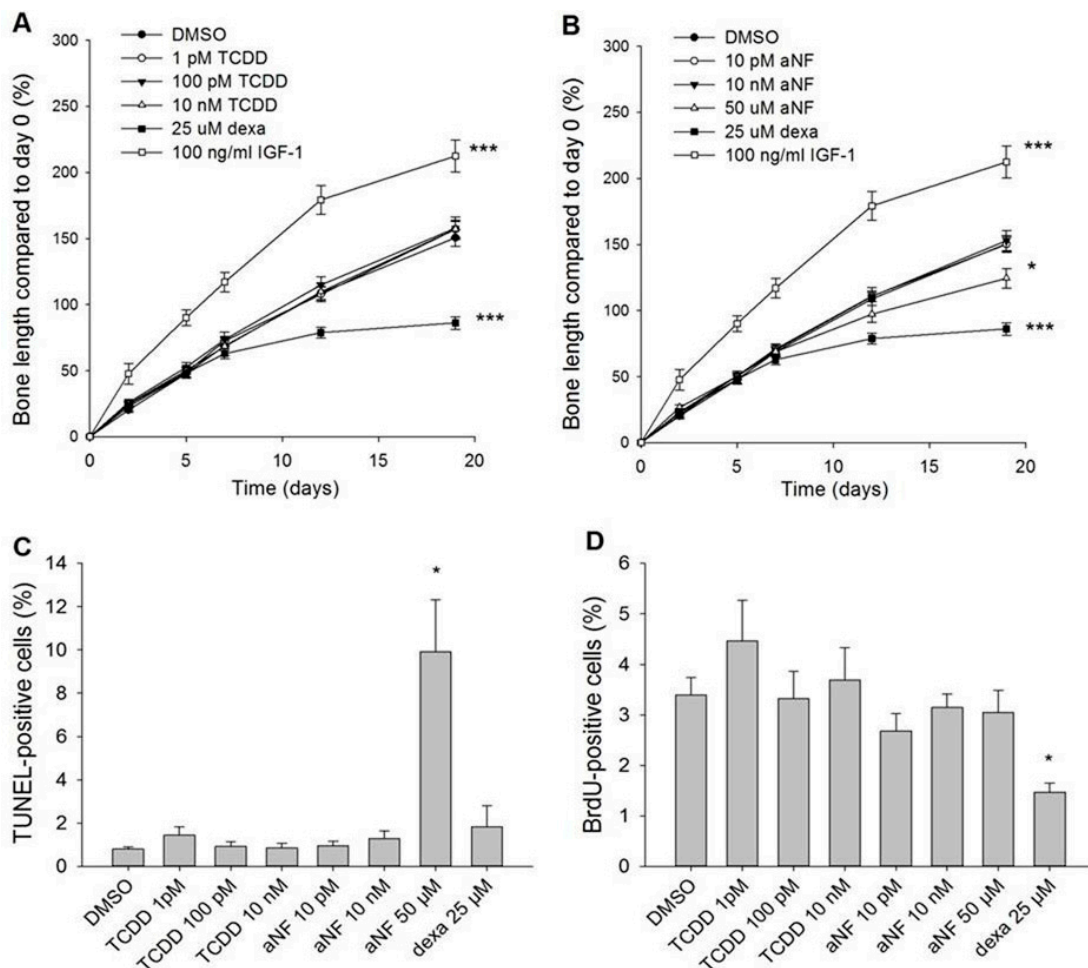 A
Bone length compared to day 0 (%)
300
250
200
150
100
50
0
DMSO
1 pM TCDD
100 pM TCDD
10 nM TCDD
25 uM dexa
100 ng/ml IGF-1
***
***
0 5 10 15 20
Time (days)
B
Bone length compared to day 0 (%)
300
250
200
150
100
50
0
DMSO
10 pM aNF
10 nM aNF
50 uM aNF
25 uM dexa
100 ng/ml IGF-1
***
*
***
0 5 10 15 20
Time (days)
C
TUNEL-positive cells (%)
14
12
10
8
6
4
2
0
*
DMSO
TCDD 1pM
TCDD 100 pM
TCDD 10 nM
aNF 10 pM
aNF 10 nM
aNF 50 µM
dexa 25 µM
D
BrdU-positive cells (%)
6
5
4
3
2
1
0
*
DMSO
TCDD 1pM
TCDD 100 pM
TCDD 10 nM
aNF 10 pM
aNF 10 nM
aNF 50 µM
dexa 25 µM